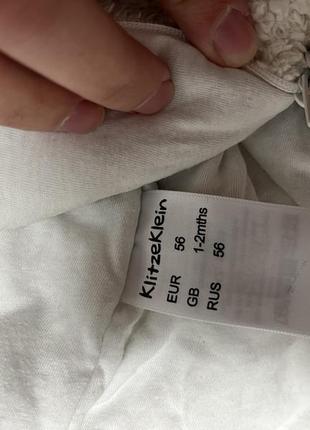 KlitzeKlein
EUR 56
GB 1-2mths
RUS 56